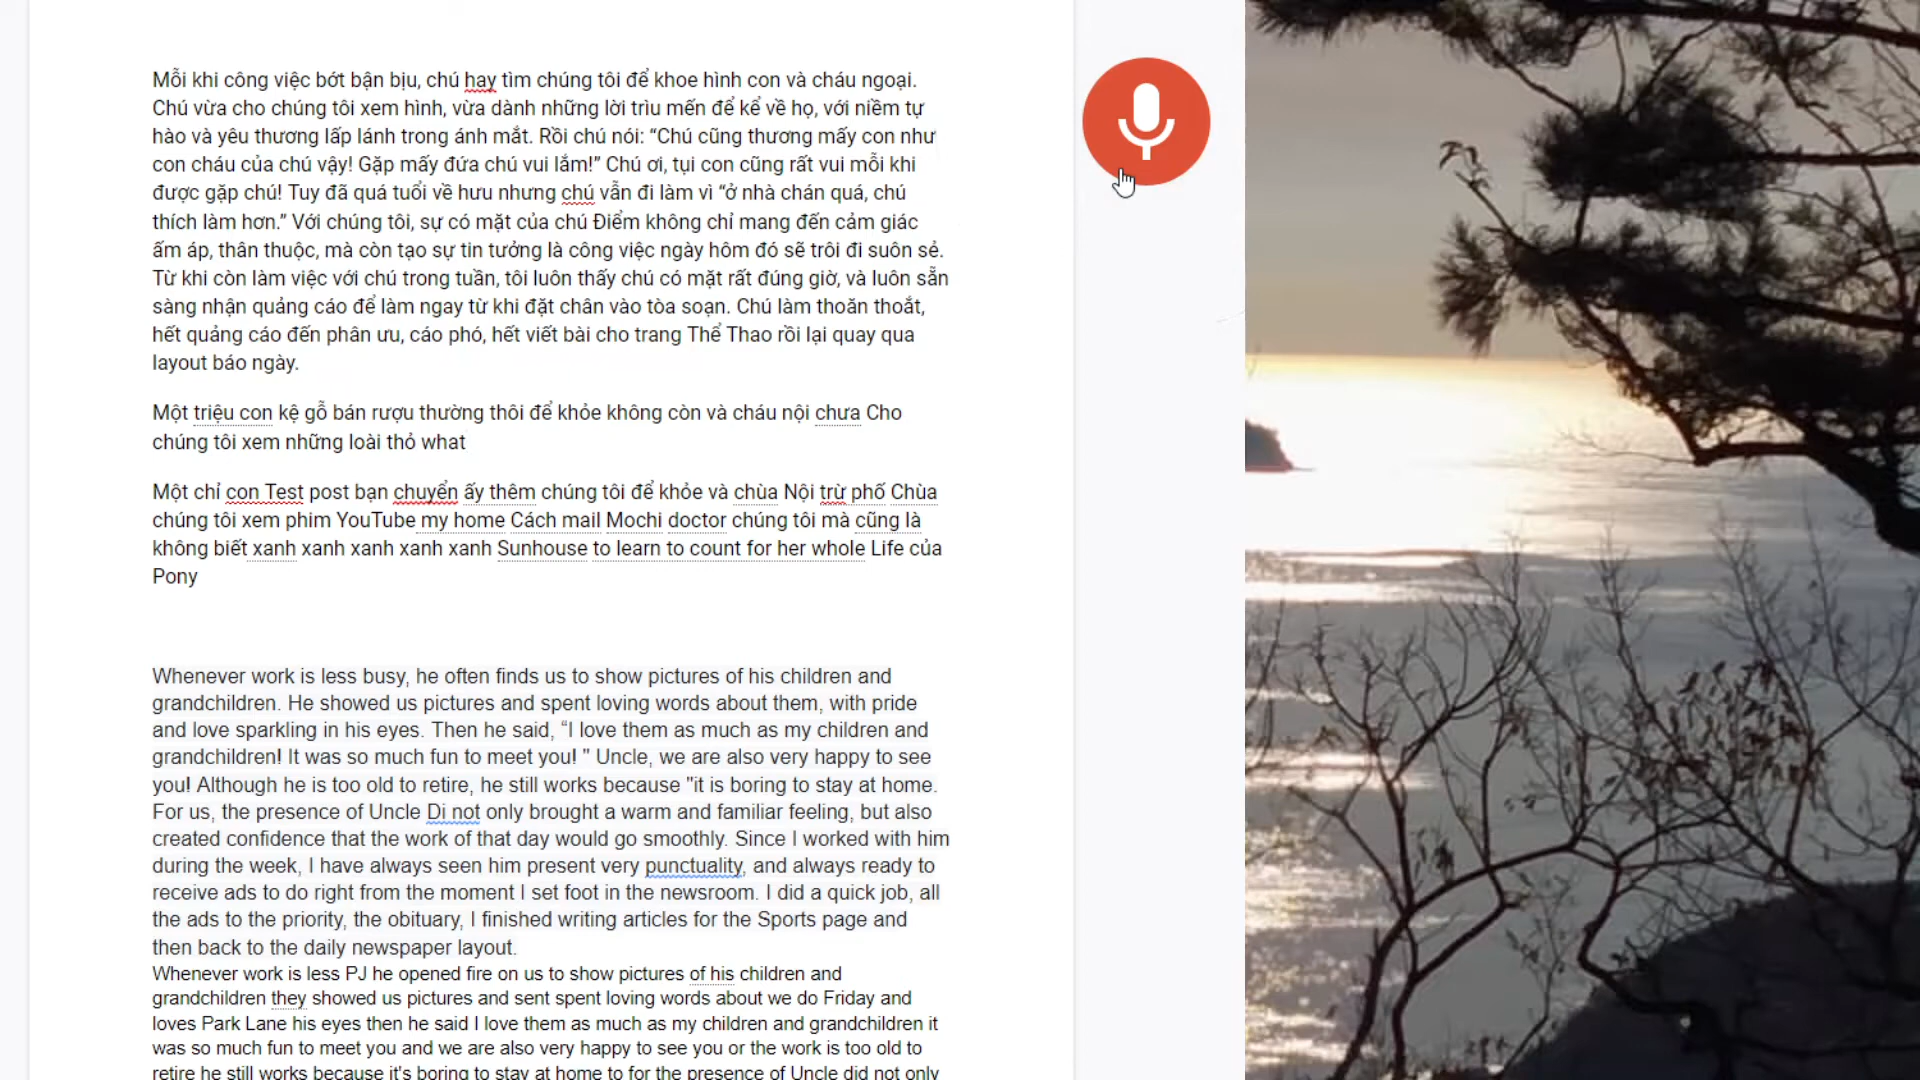 Mỗi khi công việc bớt bận bịu, chú hay tìm chúng tôi để khoe hình con và cháu ngoại.
Chú vừa cho chúng tôi xem hình, vừa dành những lời trìu mến để kể về họ, với niềm tự
hào và yêu thương lấp lánh trong ánh mắt. Rồi chú nói: “Chú cũng thương mấy con như
con cháu của chú vậy! Gặp mấy đứa chú vui lắm!” Chú ơi, tụi con cũng rất vui mỗi khi
được gặp chú! Tuy đã quá tuổi về hưu nhưng chú vẫn đi làm vì “ở nhà chán quá, chú
thích làm hơn.” Với chúng tôi, sự có mặt của chú Điểm không chỉ mang đến cảm giác
ấm áp, thân thuộc, mà còn tạo sự tin tưởng là công việc ngày hôm đó sẽ trôi đi suôn sẻ.
Từ khi còn làm việc với chú trong tuần, tôi luôn thấy chú có mặt rất đúng giờ, và luôn sẵn
sàng nhận quảng cáo để làm ngay từ khi đặt chân vào tòa soạn. Chú làm thoăn thoắt,
hết quảng cáo đến phân ưu, cáo phó, hết viết bài cho trang Thể Thao rồi lại quay qua
layout báo ngày.
Một triệu con kệ gỗ bán rượu thường thôi để khỏe không còn và cháu nội chưa Cho
chúng tôi xem những loài thỏ what
Một chỉ con Test post bạn chuyển ấy thêm chúng tôi để khỏe và chùa Nội trừ phố Chùa
chúng tôi xem phim YouTube my home Cách mail Mochi doctor chúng tôi mà cũng là
không biết xanh xanh xanh xanh xanh Sunhouse to learn to count for her whole Life của
Pony
Whenever work is less busy, he often finds us to show pictures of his children and
grandchildren. He showed us pictures and spent loving words about them, with pride
and love sparkling in his eyes. Then he said, “I love them as much as my children and
grandchildren! It was so much fun to meet you! " Uncle, we are also very happy to see
you! Although he is too old to retire, he still works because "it is boring to stay at home.
For us, the presence of Uncle Di not only brought a warm and familiar feeling, but also
created confidence that the work of that day would go smoothly. Since I worked with him
during the week, I have always seen him present very punctuality, and always ready to
receive ads to do right from the moment I set foot in the newsroom. I did a quick job, all
the ads to the priority, the obituary, I finished writing articles for the Sports page and
then back to the daily newspaper layout.
Whenever work is less PJ he opened fire on us to show pictures of his children and
grandchildren they showed us pictures and sent spent loving words about we do Friday and
loves Park Lane his eyes then he said I love them as much as my children and grandchildren it
was so much fun to meet you and we are also very happy to see you or the work is too old to
retire he still works because it's boring to stay at home to for the presence of Uncle did not only